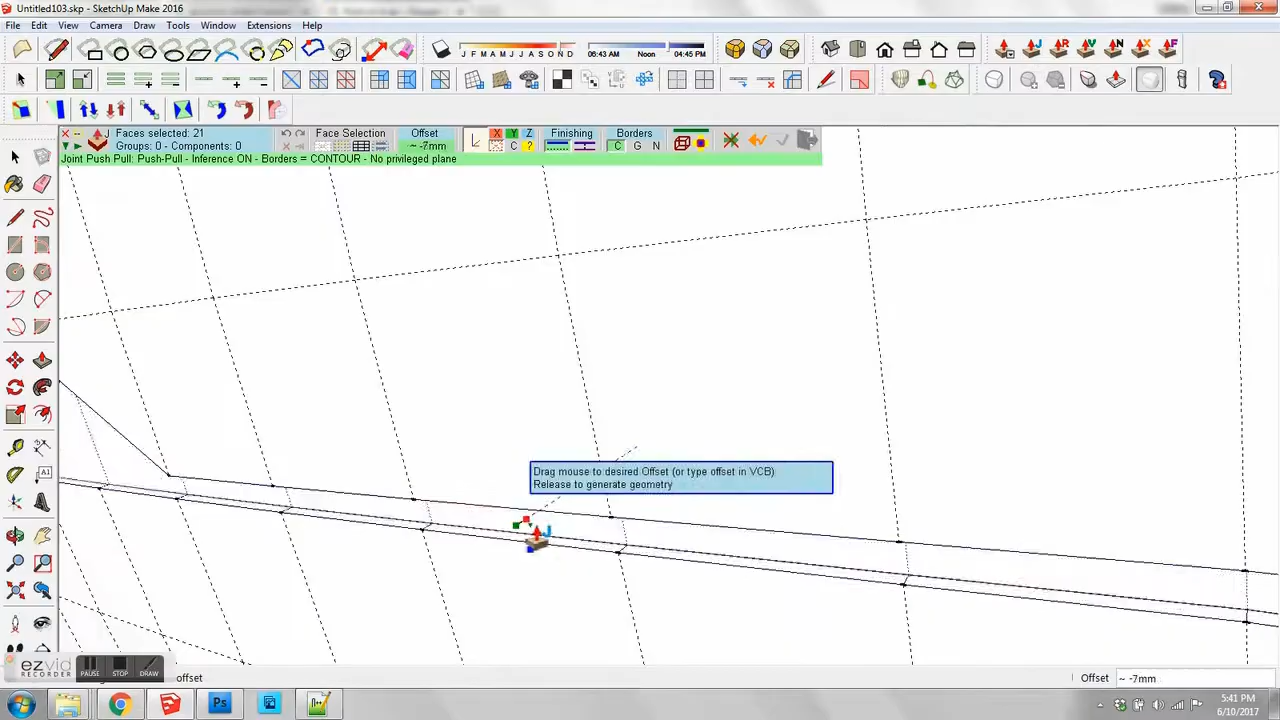 Untitled103.skp - SketchUp Make 2016
File Edit View Camera Draw Tools Window Extensions Help
J F M A M J J A S O N D 06:43 AM Noon 04:45 PM
Faces selected: 21 Face Selection Offset X Y Z Finishing Borders
Groups: 0 - Components: 0 ~ -7mm C ? C G N
Joint Push Pull: Push-Pull - Inference ON - Borders = CONTOUR - No privileged plane
Drag mouse to desired Offset (or type offset in VCB)
Release to generate geometry
A1
ezvid
RECORDER
PAUSE STOP DRAW
offset Offset ~ -7mm
Ps
5:41 PM
6/10/2017